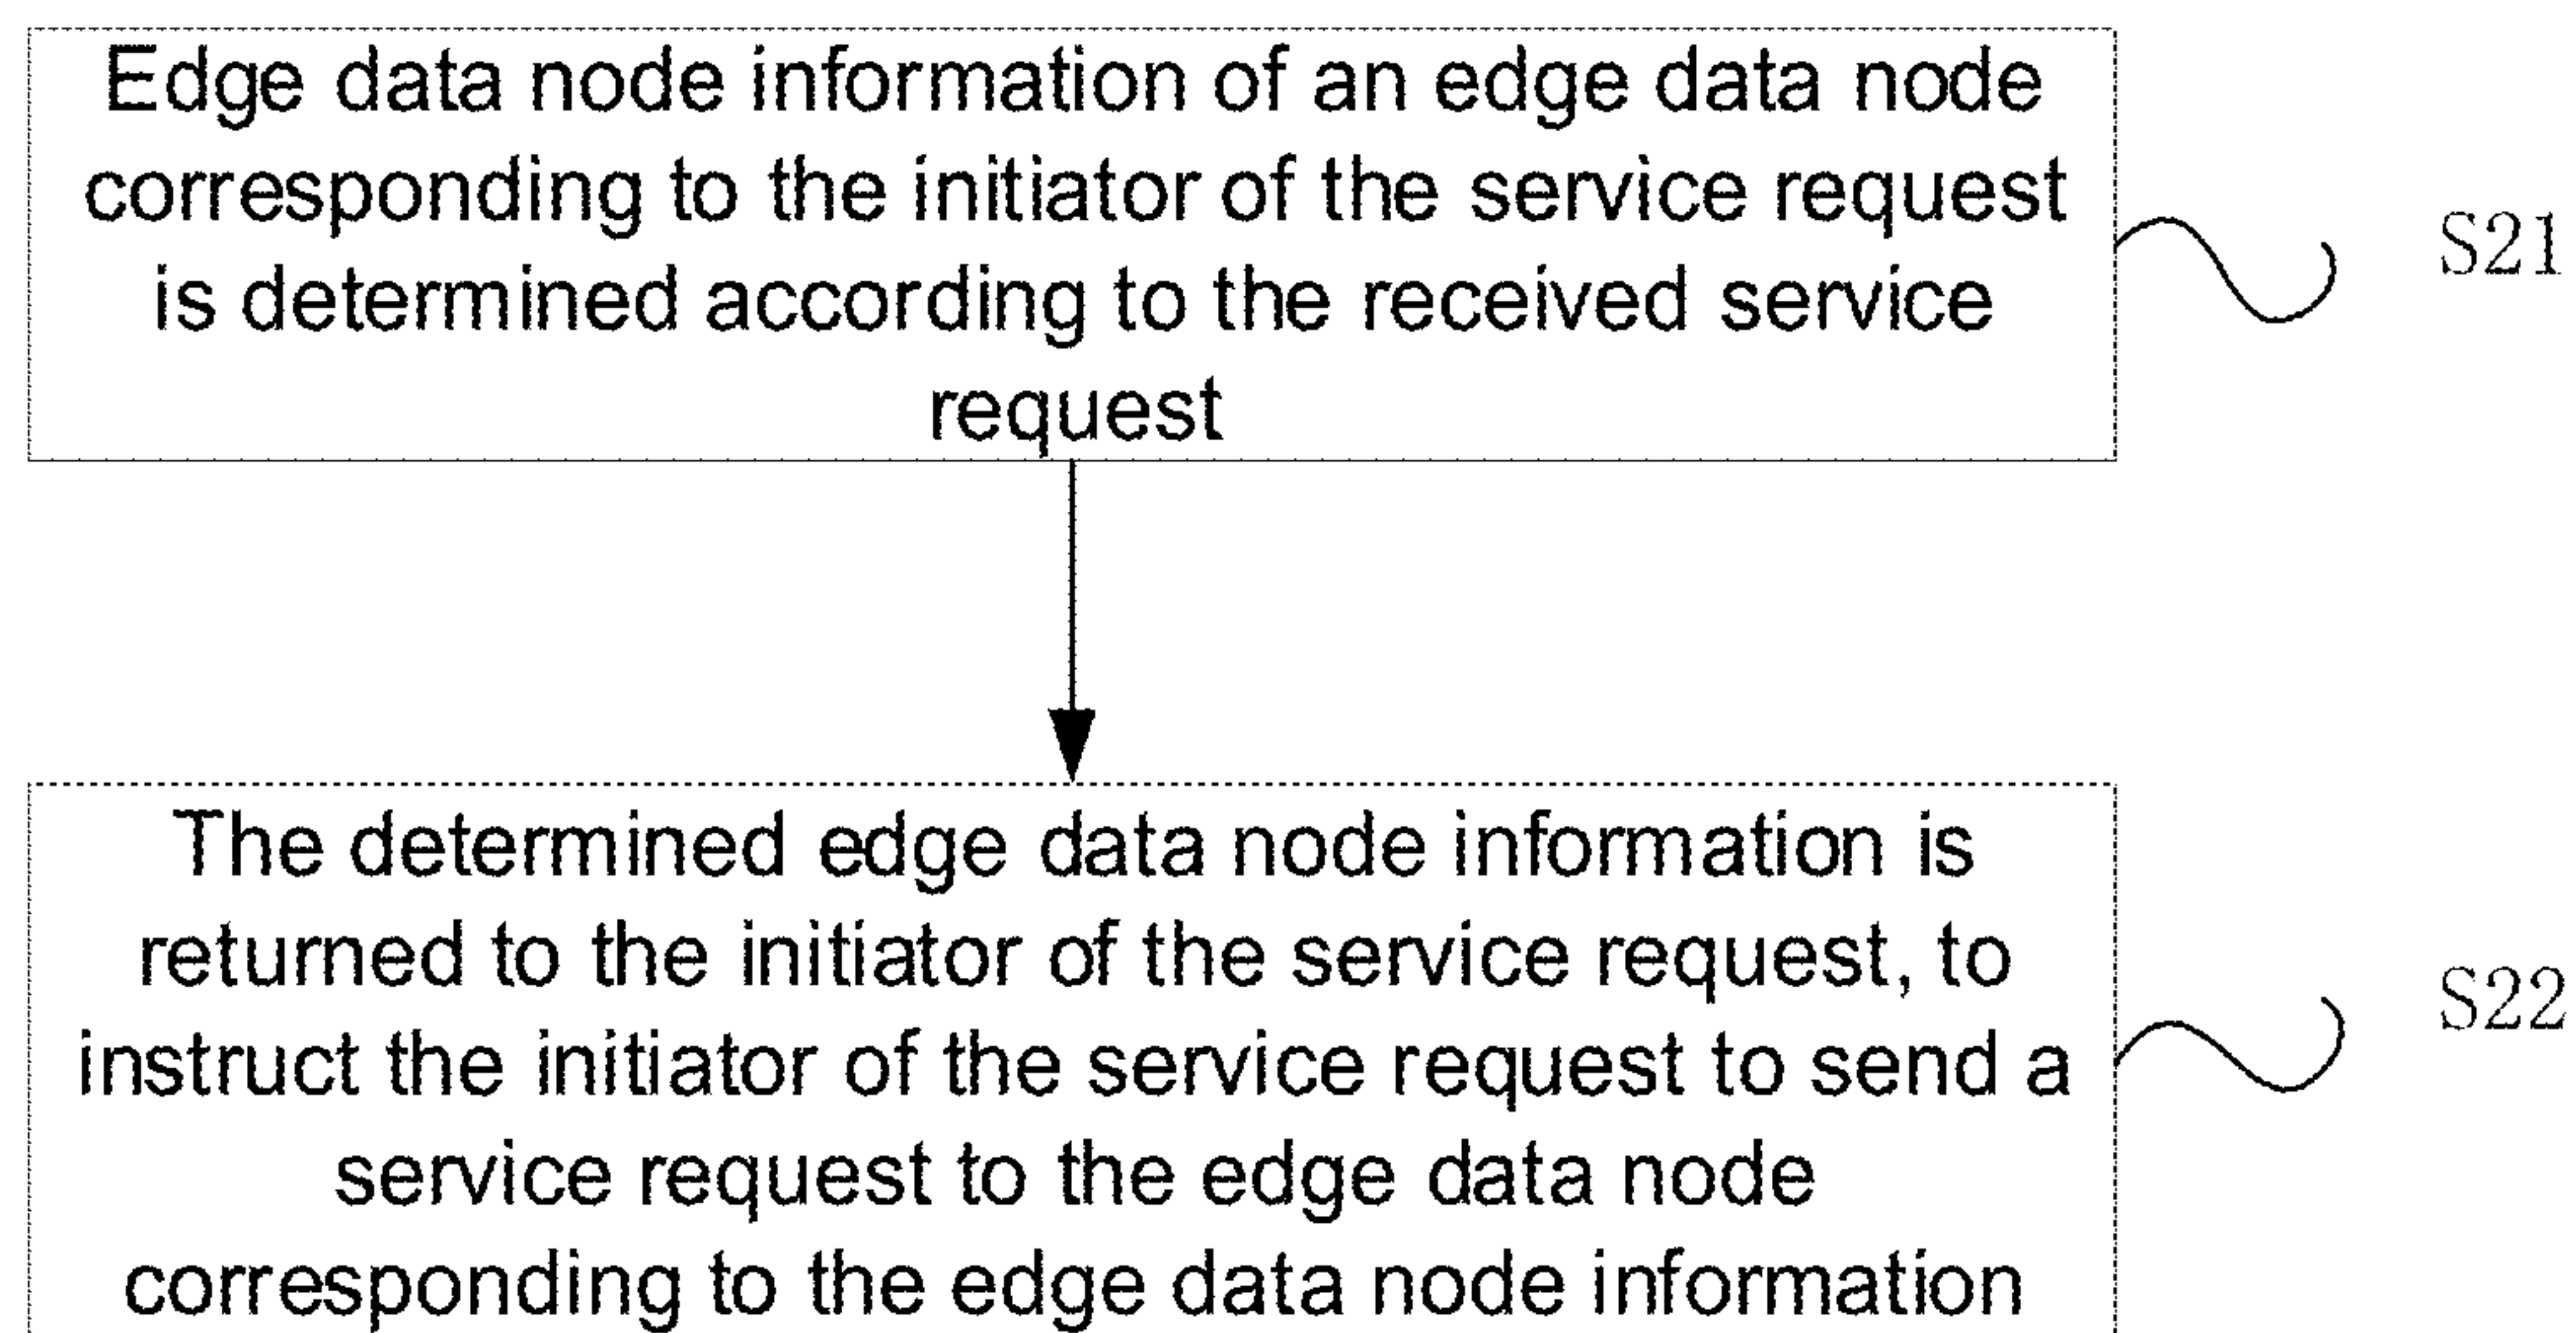 Edge data node information of an edge data node
corresponding to the initiator of the service request
is determined according to the received service
request
S21
The determined edge data node information is
returned to the initiator of the service request, to
instruct the initiator of the service request to send a
service request to the edge data node
corresponding to the edge data node information
S22